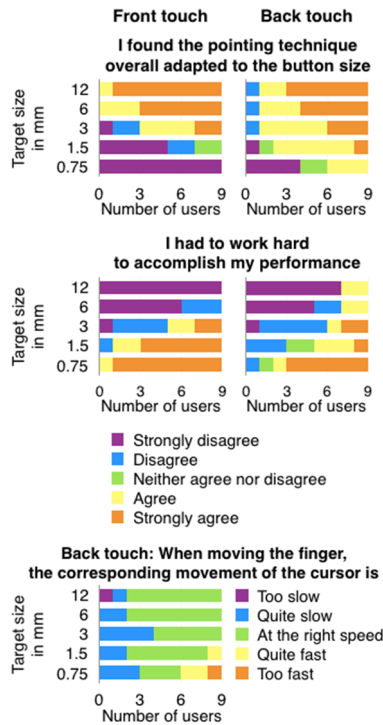 Front touch Back touch
I found the pointing technique
overall adapted to the button size
Target size
in mm
12
6
3
1.5
0.75
0 3 6 9 0 3 6 9
Number of users Number of users
I had to work hard
to accomplish my performance
Target size
in mm
12
6
3
1.5
0.75
0 3 6 9 0 3 6 9
Number of users Number of users
Strongly disagree
Disagree
Neither agree nor disagree
Agree
Strongly agree
Back touch: When moving the finger,
the corresponding movement of the cursor is
Target size
in mm
12 Too slow
6 Quite slow
3 At the right speed
1.5 Quite fast
0.75 Too fast
0 3 6 9
Number of users